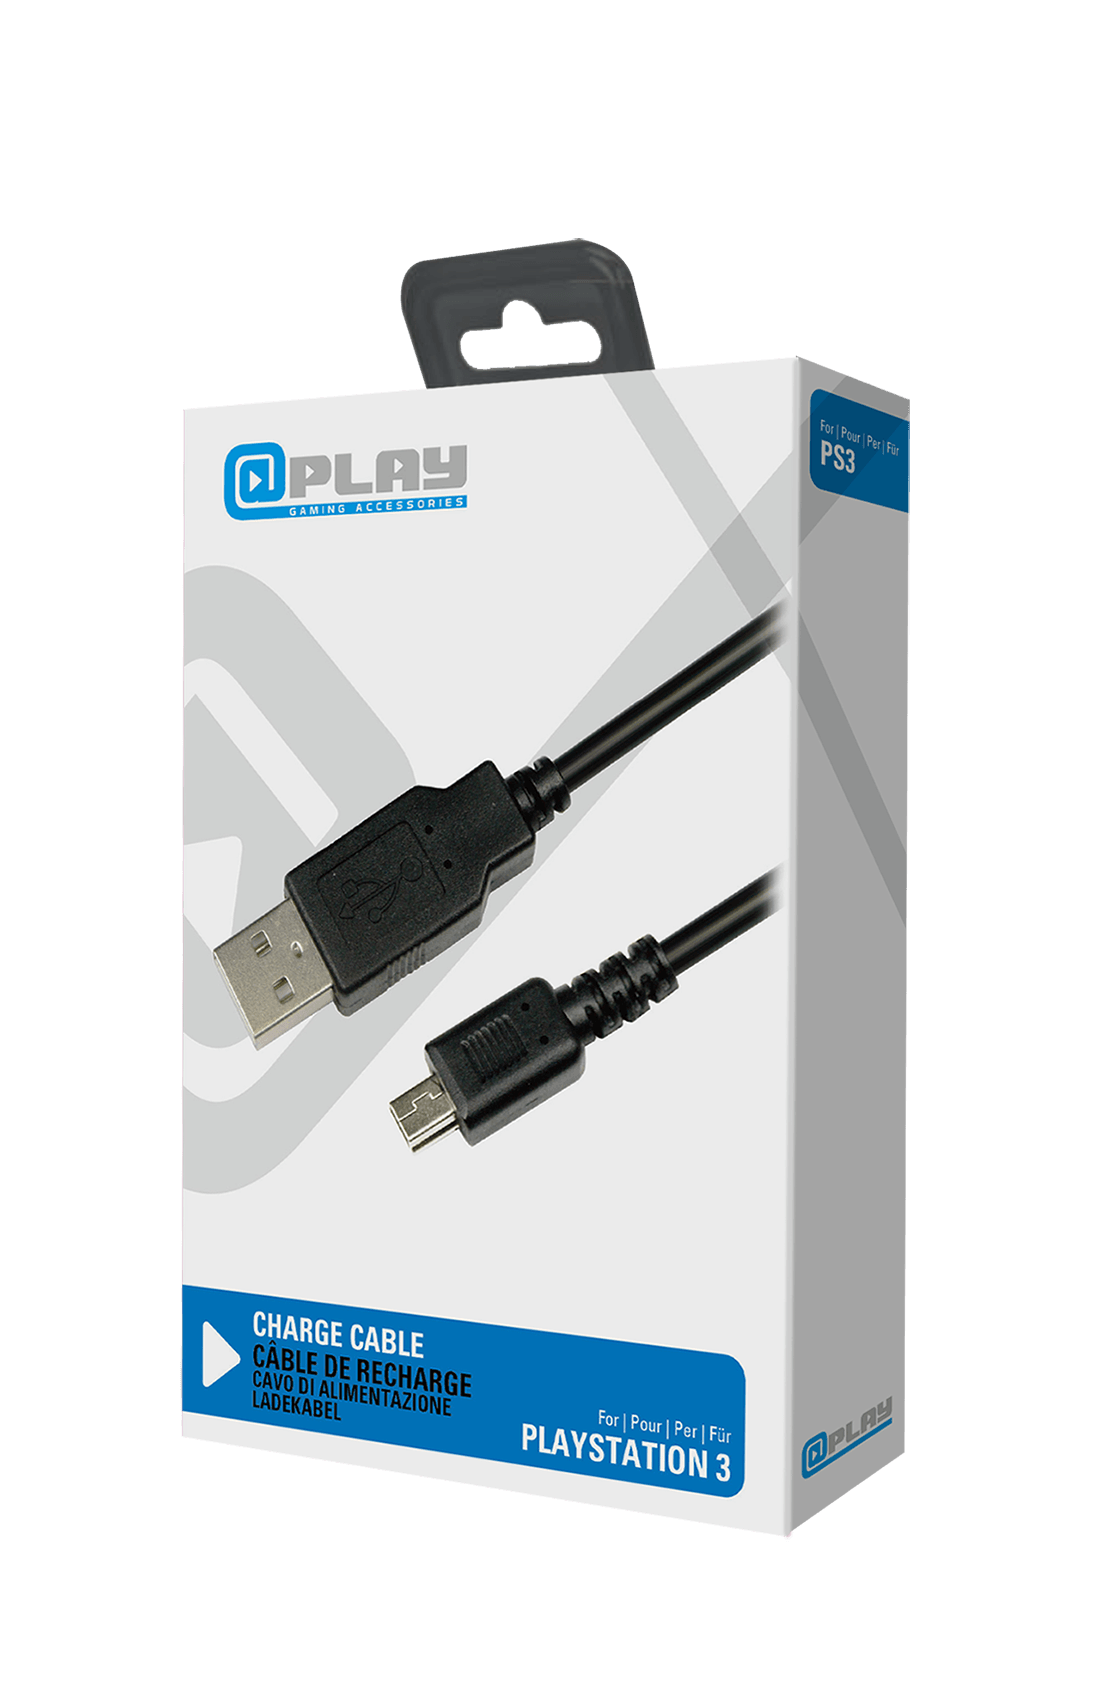 @PLAY
GAMING ACCESSORIES
For | Pour | Per | Für
PS3
CHARGE CABLE
CÂBLE DE RECHARGE
CAVO DI ALIMENTAZIONE
LADEKABEL
For | Pour | Per | Für
PLAYSTATION 3
@PLAY